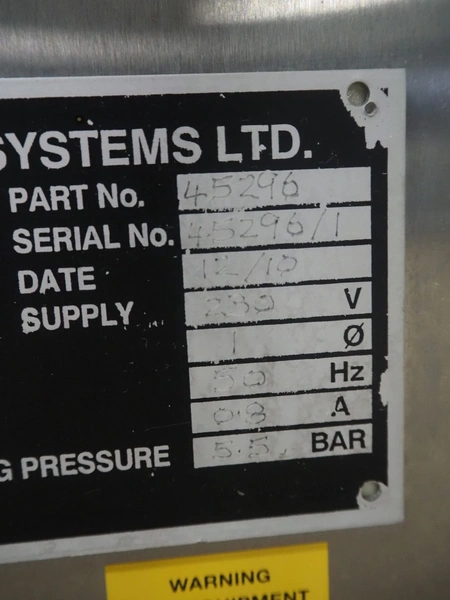 SYSTEMS LTD.
PART No. 45296
SERIAL No. 45296/1
DATE 12/10
SUPPLY 230 V
1 Ø
50 Hz
0.8 A
G PRESSURE 5.5 BAR
WARNING
EQUIPMENT